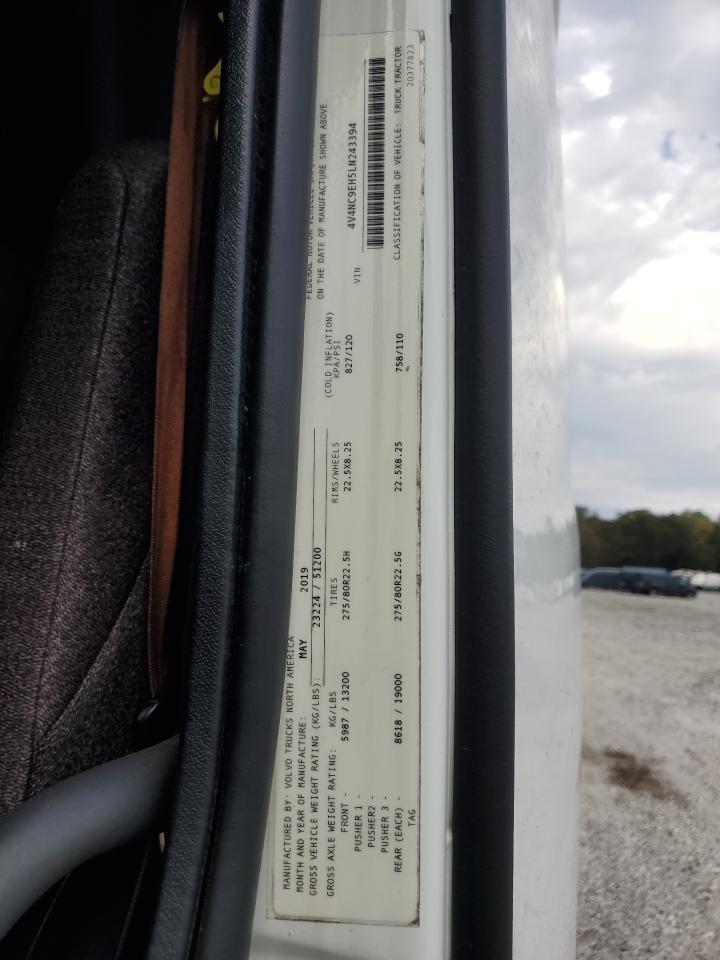 MANUFACTURED BY: VOLVO TRUCKS NORTH AMERICA
MONTH AND YEAR OF MANUFACTURE: MAY 2019
GROSS VEHICLE WEIGHT RATING (KG/LBS): 23224 / 51200
GROSS AXLE WEIGHT RATING: KG/LBS TIRES RIMS/WHEELS (COLD INFLATION) KPA/PSI
FRONT - 5987 / 13200 275/80R22.5H 22.5X8.25 827/120
PUSHER 1 -
PUSHER2 -
PUSHER 3 -
REAR (EACH) - 8618 / 19000 275/80R22.5G 22.5X8.25 758/110
TAG
FEDERAL MOTOR VEHICLE
ON THE DATE OF MANUFACTURE SHOWN ABOVE.
4V4NC9EH5LN243394
VIN
CLASSIFICATION OF VEHICLE: TRUCK TRACTOR
20377823